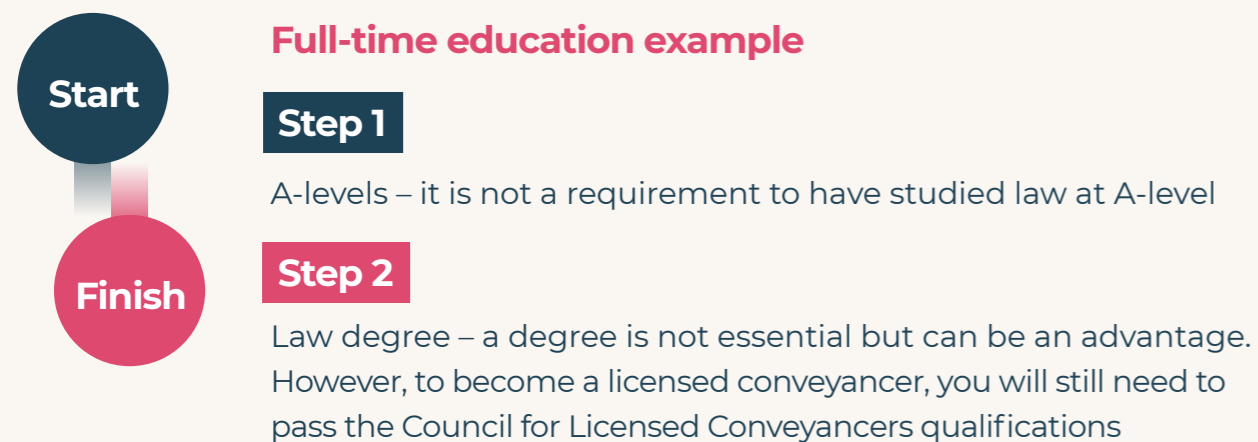 Start
Full-time education example
Step 1
A-levels – it is not a requirement to have studied law at A-level
Finish
Step 2
Law degree – a degree is not essential but can be an advantage.
However, to become a licensed conveyancer, you will still need to
pass the Council for Licensed Conveyancers qualifications